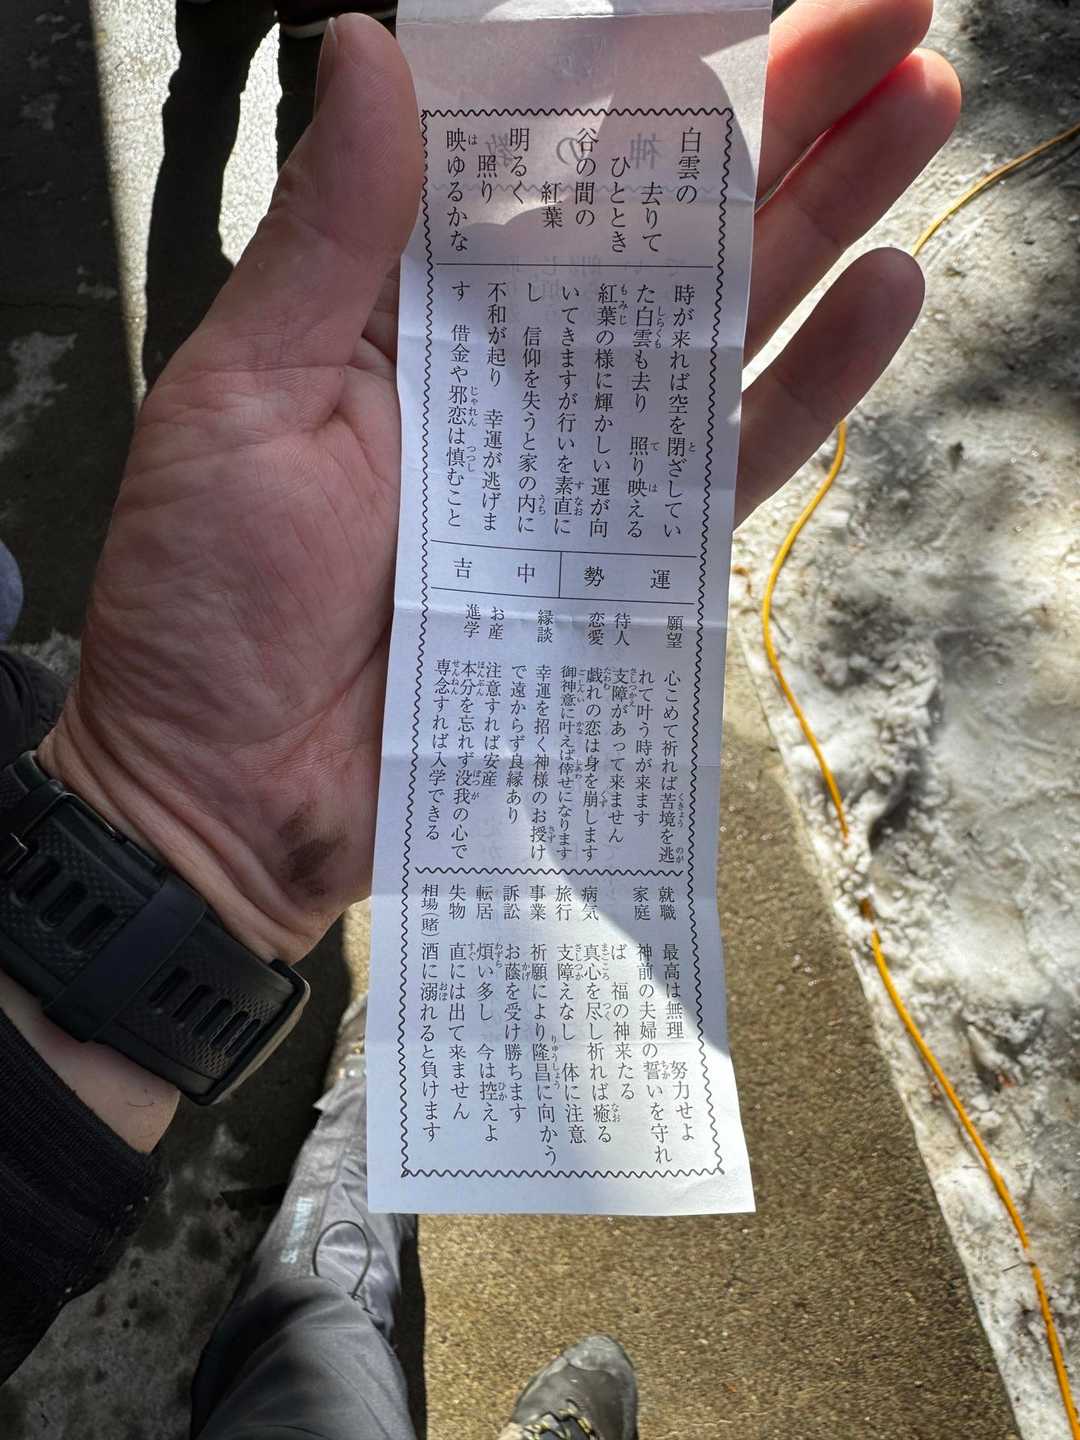 白雲の
去りて
ひととき
谷の間の
紅葉
明るく
照り
映ゆるかな
時が来れば空を閉ざしてい
た白雲も去り　照り映える
紅葉の様に輝かしい運が向
いてきますが行いを素直に
し　信仰を失うと家の内に
不和が起り　幸運が逃げま
す　借金や邪恋は慎むこと
運勢
中吉
願望　心こめて祈れば苦境を逃
れて叶う時が来ます
待人　支障があって来ません
恋愛　戯れの恋は身を崩します
御神意に叶えば倖せになります
縁談　幸運を招く神様のお授け
で遠からず良縁あり
お産　注意すれば安産
進学　本分を忘れず没我の心で
専念すれば入学できる
就職　最高は無理　努力せよ
家庭　神前の夫婦の誓いを守れ
ば　福の神来たる
病気　真心を尽し祈れば癒る
旅行　支障えなし　体に注意
事業　祈願により隆昌に向かう
訴訟　お蔭を受け勝ちます
転居　煩い多し　今は控えよ
失物　直には出て来ません
相場(賭)　酒に溺れると負けます
神の教